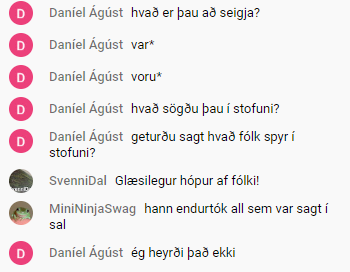 D Daníel Ágúst hvað er þau að seigja?
D Daníel Ágúst var*
D Daníel Ágúst voru*
D Daníel Ágúst hvað sögðu þau í stofuni?
D Daníel Ágúst geturðu sagt hvað fólk spyr í
stofuni?
SvenniDal Glæsilegur hópur af fólki!
MiniNinjaSwag hann endurtók all sem var sagt í
sal
D Daníel Ágúst ég heyrði það ekki